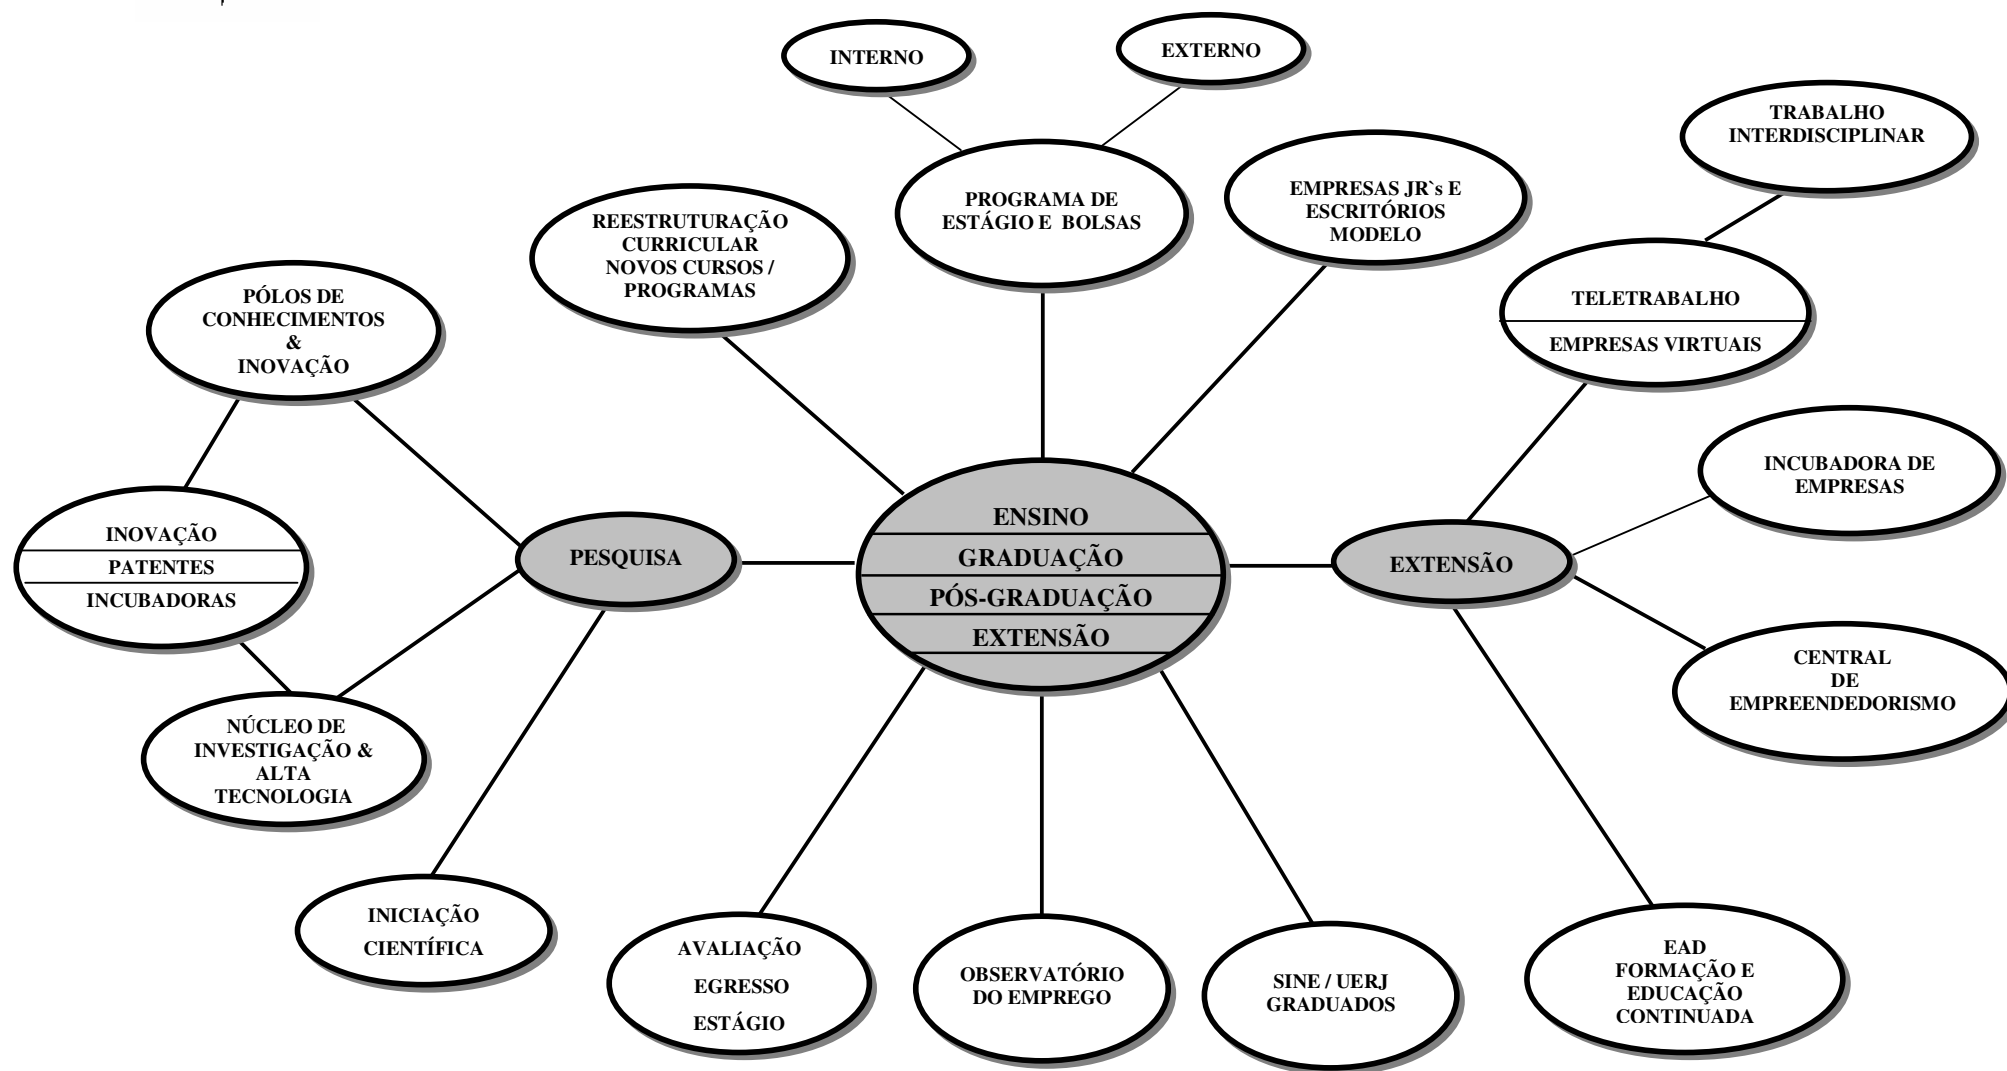 INTERNO
EXTERNO
TRABALHO
INTERDISCIPLINAR
PROGRAMA DE
ESTÁGIO E BOLSAS
EMPRESAS JR`s E
ESCRITÓRIOS
MODELO
REESTRUTURAÇÃO
CURRICULAR
NOVOS CURSOS /
PROGRAMAS
TELETRABALHO
EMPRESAS VIRTUAIS
PÓLOS DE
CONHECIMENTOS
&
INOVAÇÃO
INCUBADORA DE
EMPRESAS
INOVAÇÃO
PATENTES
INCUBADORAS
PESQUISA
ENSINO
GRADUAÇÃO
PÓS-GRADUAÇÃO
EXTENSÃO
EXTENSÃO
CENTRAL
DE
EMPREENDEDORISMO
NÚCLEO DE
INVESTIGAÇÃO &
ALTA
TECNOLOGIA
INICIAÇÃO
CIENTÍFICA
AVALIAÇÃO
EGRESSO
ESTÁGIO
OBSERVATÓRIO
DO EMPREGO
SINE / UERJ
GRADUADOS
EAD
FORMAÇÃO E
EDUCAÇÃO
CONTINUADA